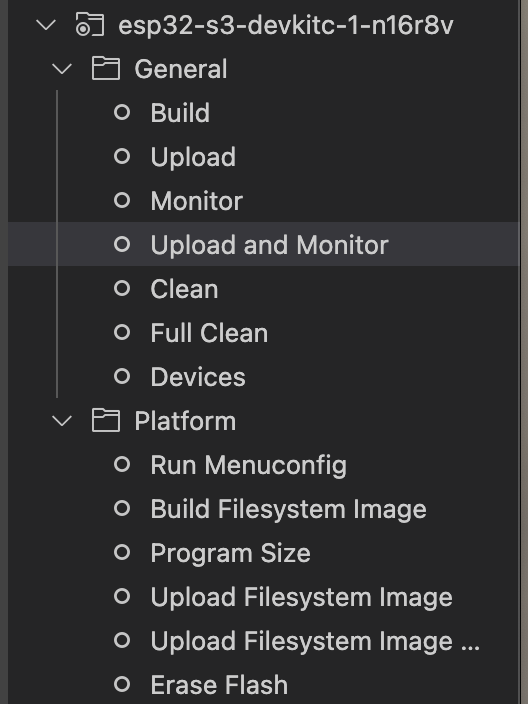 esp32-s3-devkitc-1-n16r8v
General
Build
Upload
Monitor
Upload and Monitor
Clean
Full Clean
Devices
Platform
Run Menuconfig
Build Filesystem Image
Program Size
Upload Filesystem Image
Upload Filesystem Image ...
Erase Flash